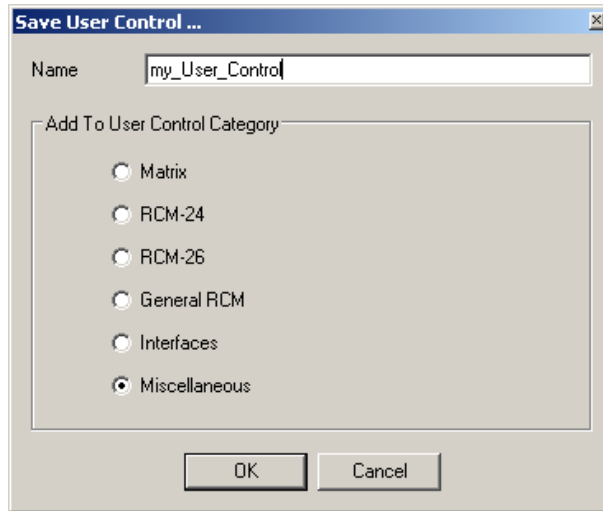 Save User Control ...
Name my_User_Control
Add To User Control Category
Matrix
RCM-24
RCM-26
General RCM
Interfaces
Miscellaneous
OK Cancel